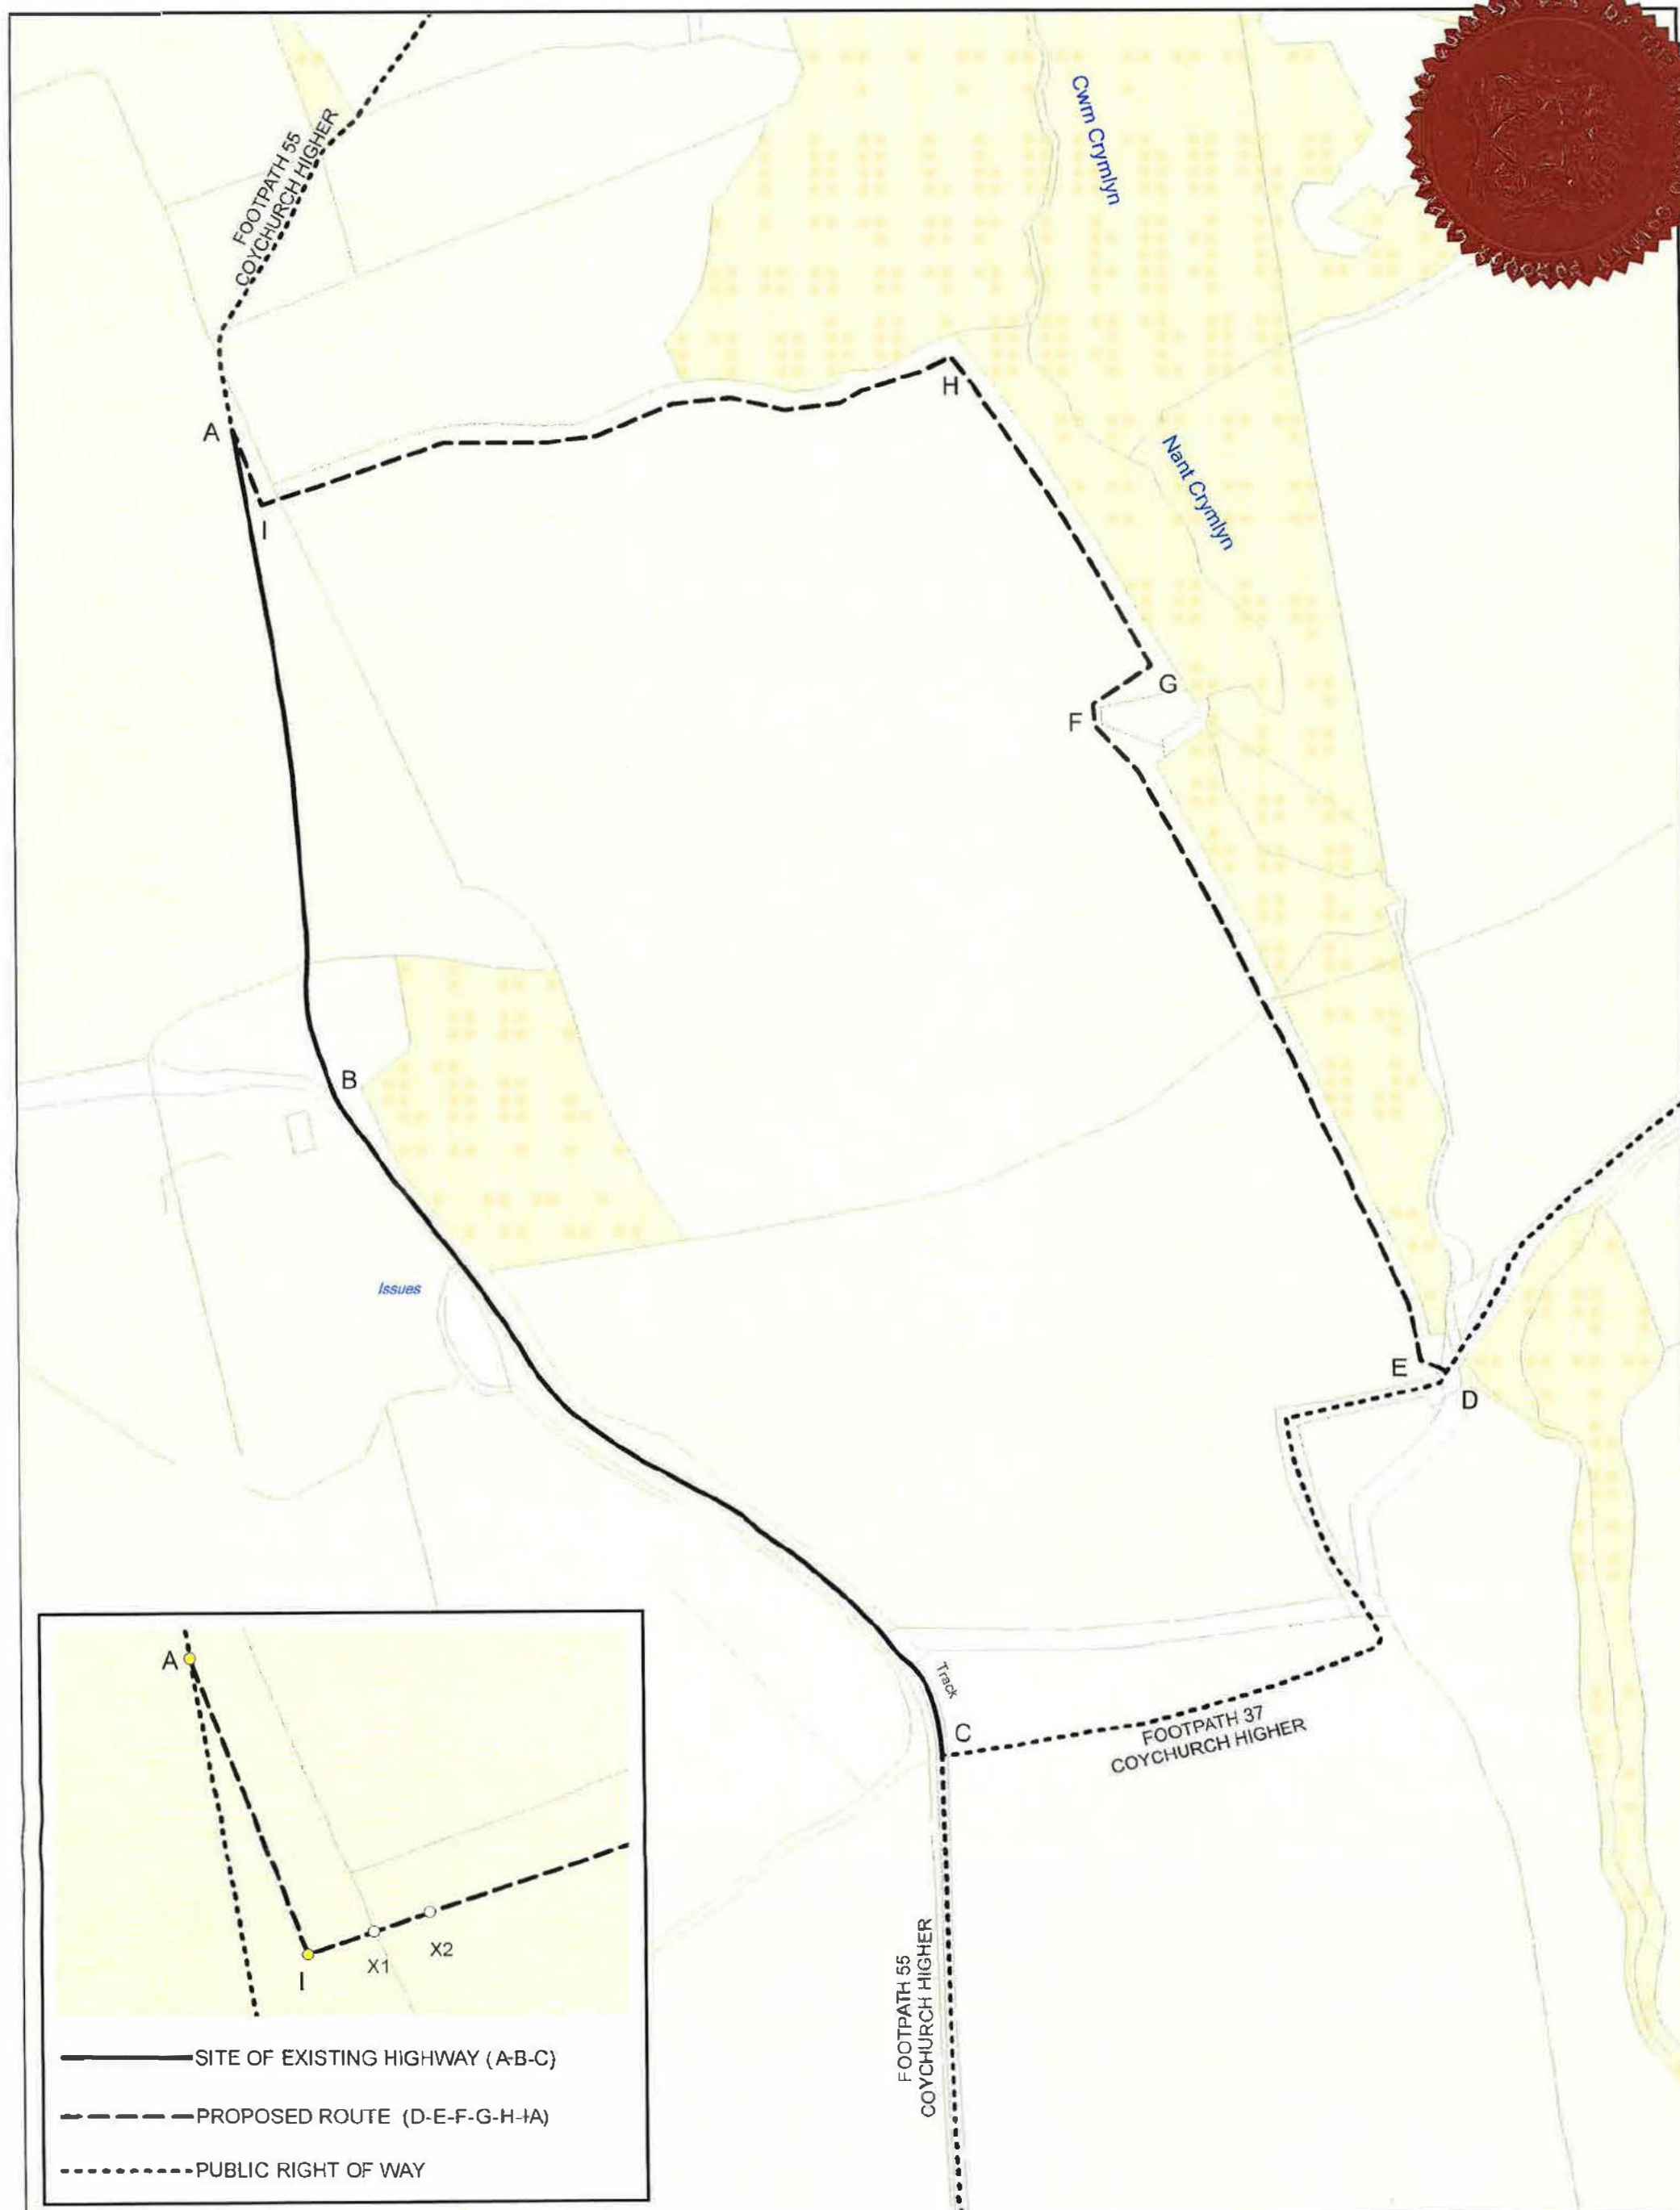 FOOTPATH 55
COYCHURCH HIGHER
Cwm Crymlyn
A
H
I
Nant Crymlyn
G
F
B
Issues
E
D
Track
C
FOOTPATH 37
COYCHURCH HIGHER
A
X1
X2
I
FOOTPATH 55
COYCHURCH HIGHER
SITE OF EXISTING HIGHWAY (A-B-C)
PROPOSED ROUTE (D-E-F-G-H-I-A)
PUBLIC RIGHT OF WAY